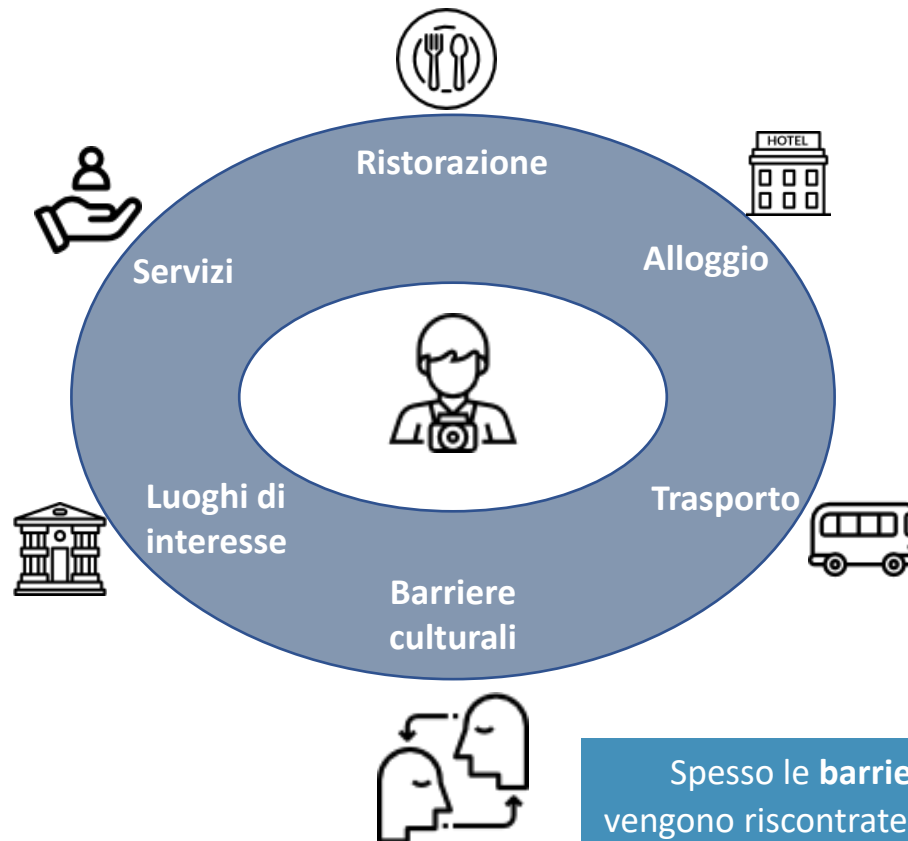 Ristorazione
HOTEL
Alloggio
Servizi
Luoghi di
interesse
Trasporto
Barriere
culturali
Spesso le
vengono riscontrate